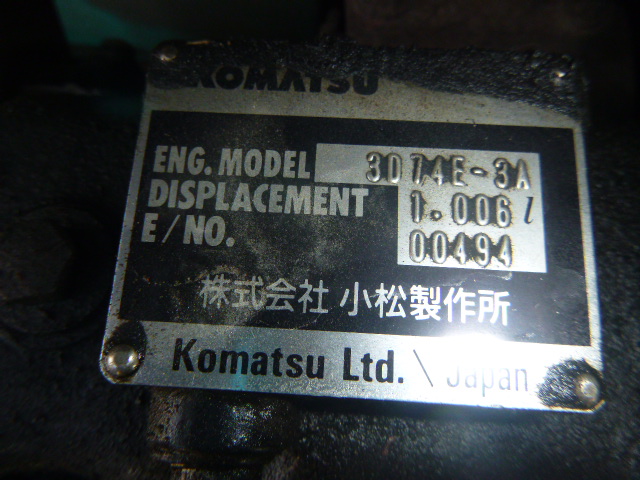 KOMATSU
ENG. MODEL 3D74E-3A
DISPLACEMENT 1.006 l
E/NO. 00494
株式会社 小松製作所
Komatsu Ltd. \ Japan